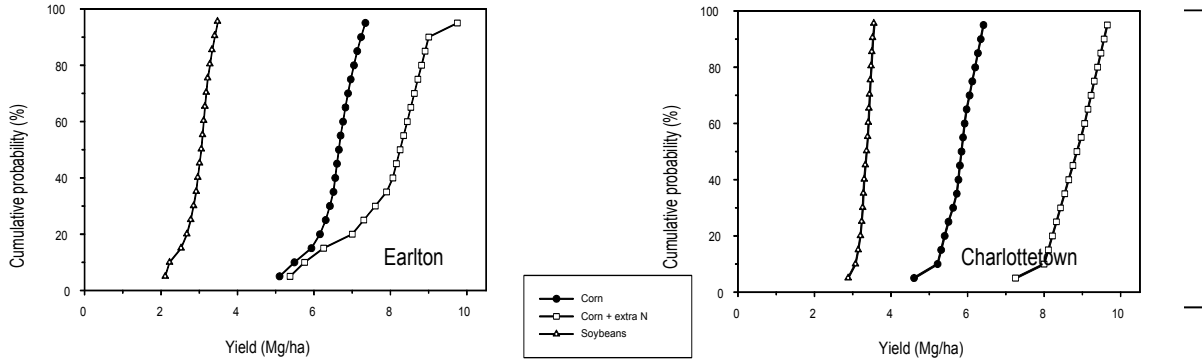 100
80
60
40
20
0
Cumulative probability (%)
0 2 4 6 8 10
Yield (Mg/ha)
Earlton
Corn
Corn + extra N
Soybeans
100
80
60
40
20
0
Cumulative probability (%)
0 2 4 6 8 10
Yield (Mg/ha)
Charlottetown